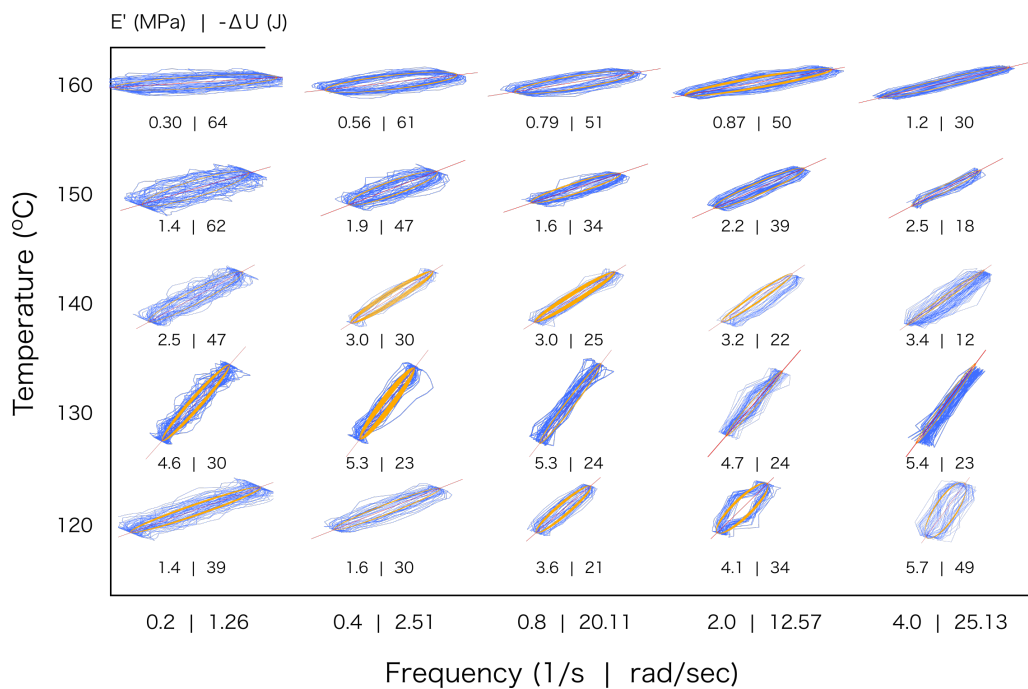 E' (MPa) | -ΔU (J)
160
0.30 | 64
0.56 | 61
0.79 | 51
0.87 | 50
1.2 | 30
150
1.4 | 62
1.9 | 47
1.6 | 34
2.2 | 39
2.5 | 18
140
2.5 | 47
3.0 | 30
3.0 | 25
3.2 | 22
3.4 | 12
130
4.6 | 30
5.3 | 23
5.3 | 24
4.7 | 24
5.4 | 23
120
1.4 | 39
1.6 | 30
3.6 | 21
4.1 | 34
5.7 | 49
Temperature (°C)
0.2 | 1.26
0.4 | 2.51
0.8 | 20.11
2.0 | 12.57
4.0 | 25.13
Frequency (1/s | rad/sec)